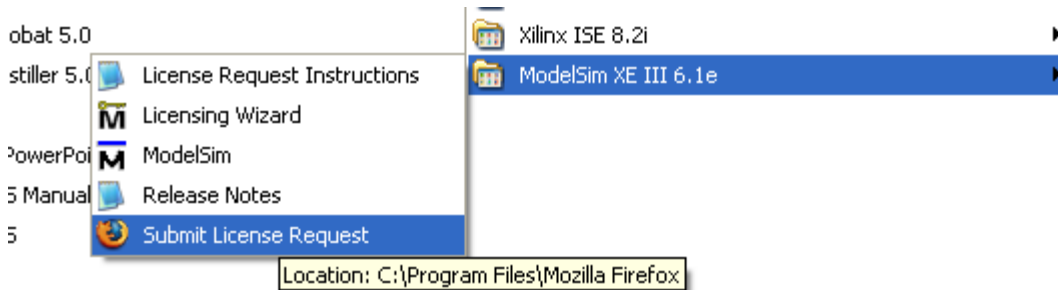 obat 5.0
Xilinx ISE 8.2i
stiller 5.0
License Request Instructions
ModelSim XE III 6.1e
Licensing Wizard
PowerPoi
ModelSim
5 Manual
Release Notes
5
Submit License Request
Location: C:\Program Files\Mozilla Firefox